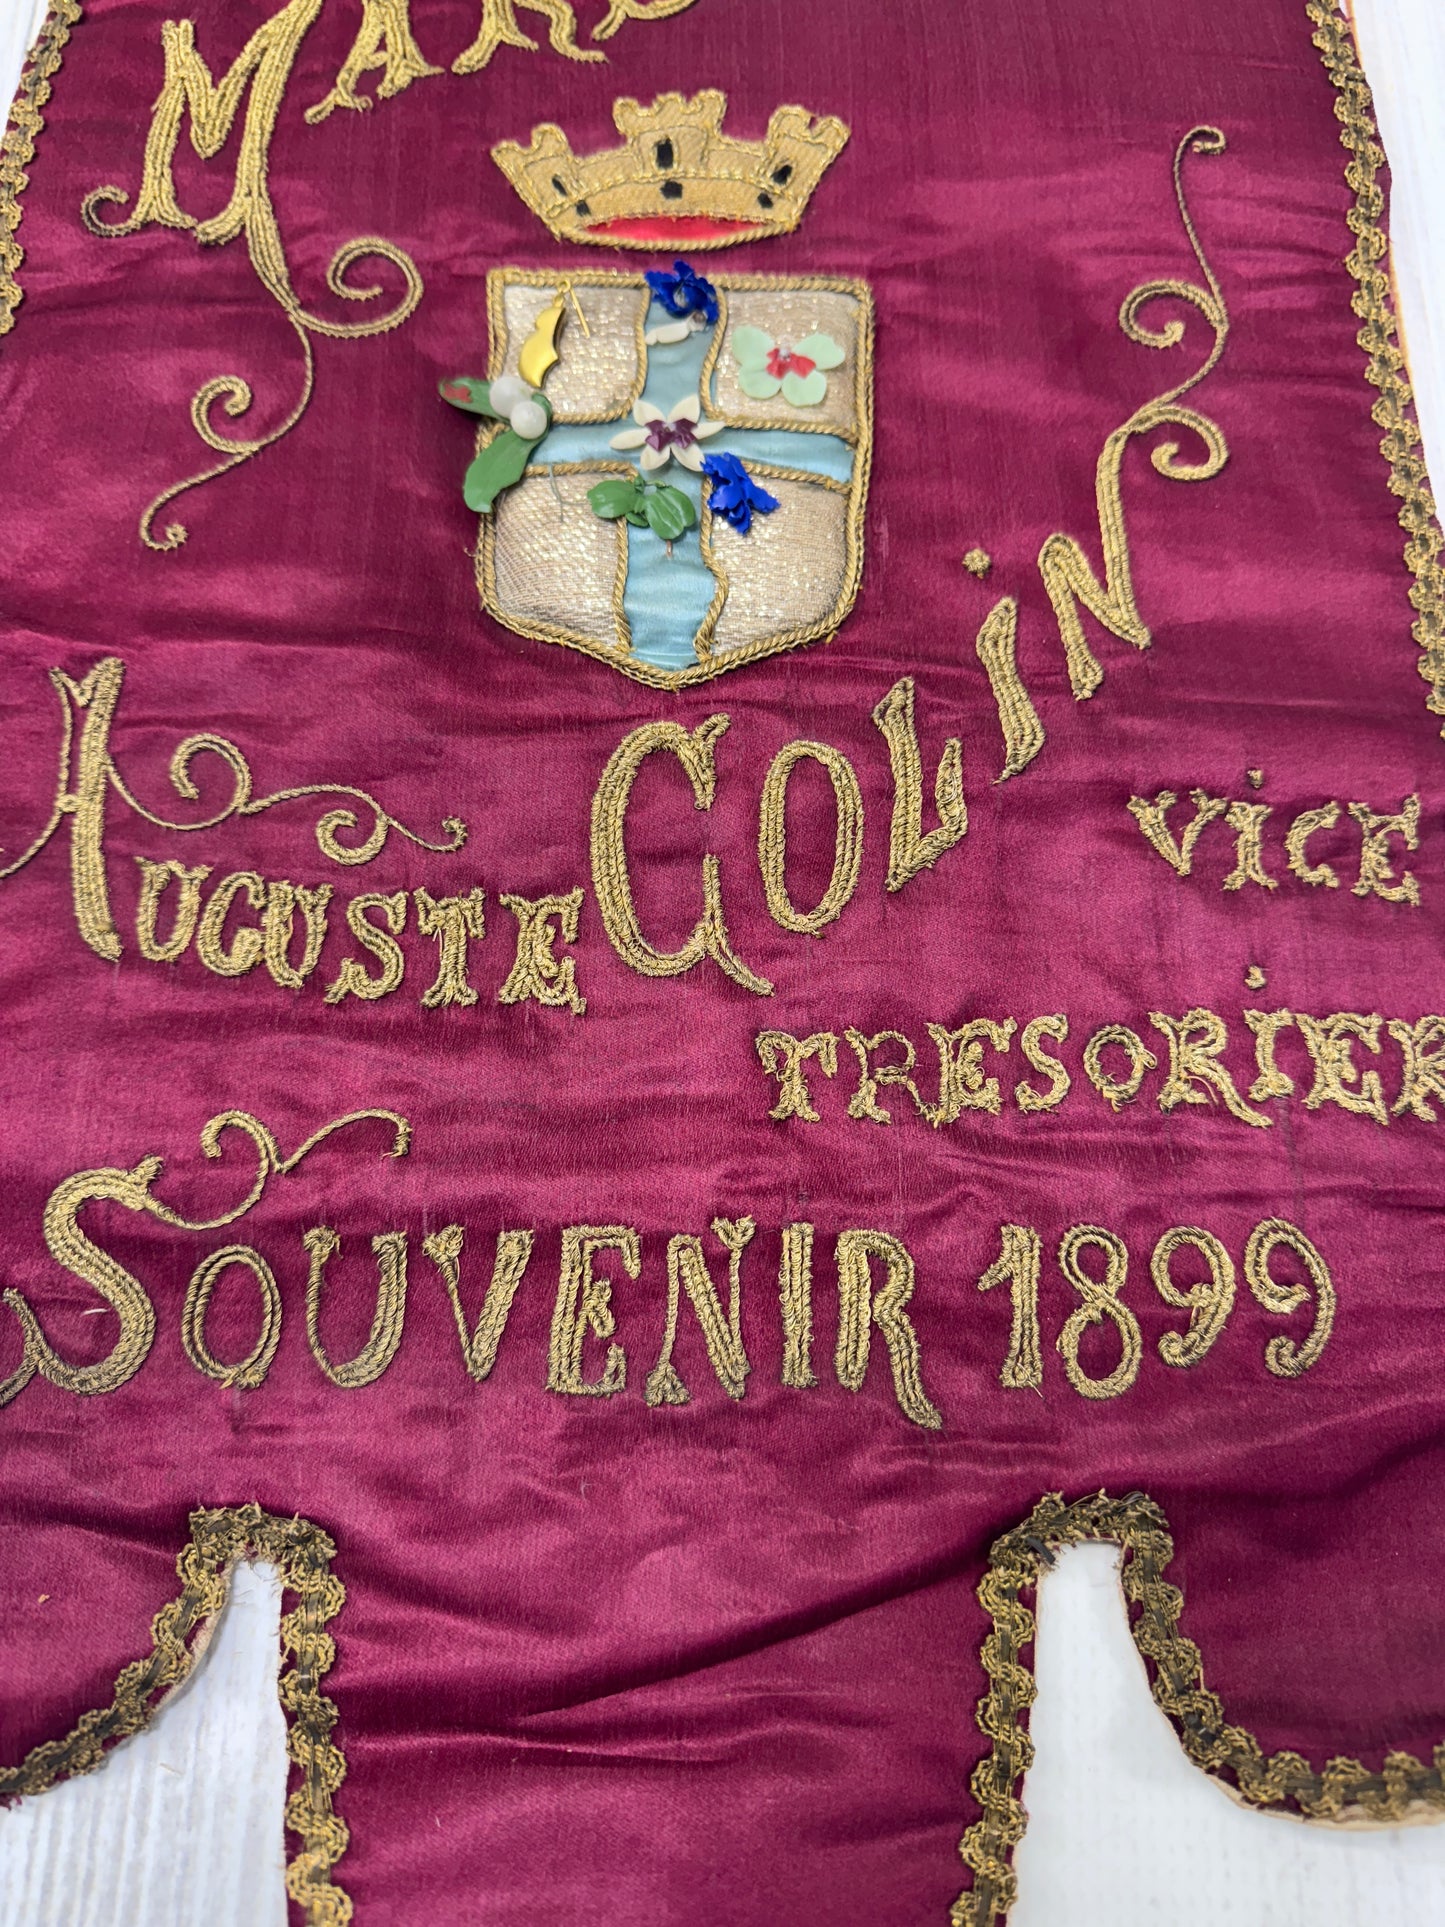 AUGUSTE COLIN
VICE
TRESORIER
SOUVENIR 1899